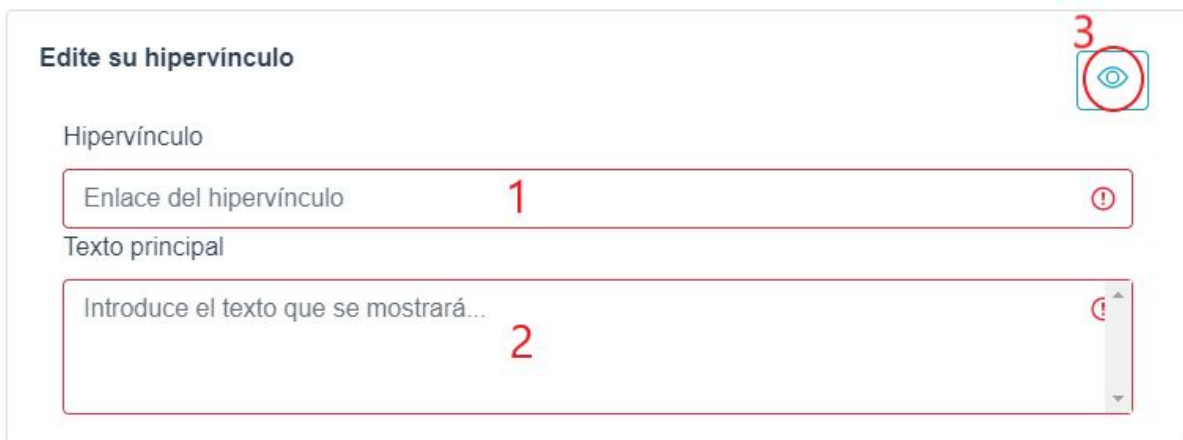 3
Edite su hipervínculo
Hipervínculo
Enlace del hipervínculo 1
Texto principal
Introduce el texto que se mostrará...
2